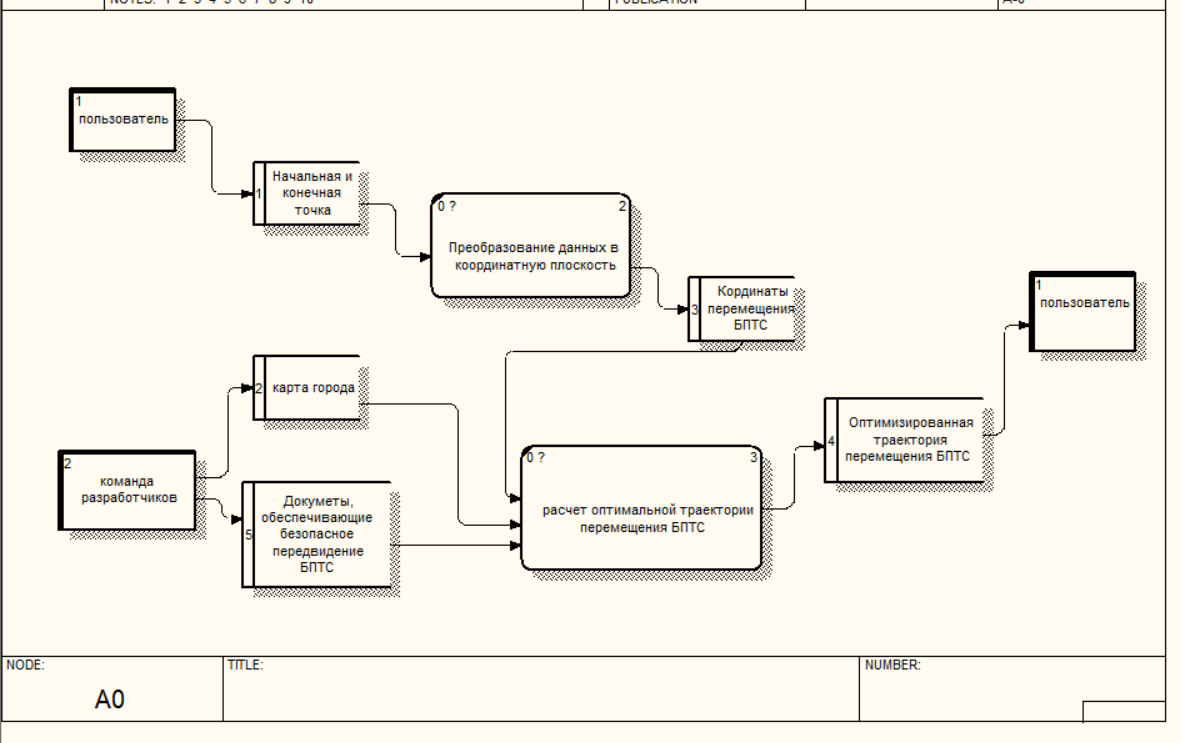 NOTES: 1 2 3 4 5 6 7 8 9 10
PUBLICATION
A-0
1
пользователь
1
Начальная и
конечная
точка
0 ?
2
Преобразование данных в
координатную плоскость
3
Кординаты
перемещения
БПТС
1
пользователь
2
карта города
2
команда
разработчиков
5
Докуметы,
обеспечивающие
безопасное
передвидение
БПТС
0 ?
3
расчет оптимальной траектории
перемещения БПТС
4
Оптимизированная
траектория
перемещения БПТС
NODE:
A0
TITLE:
NUMBER: